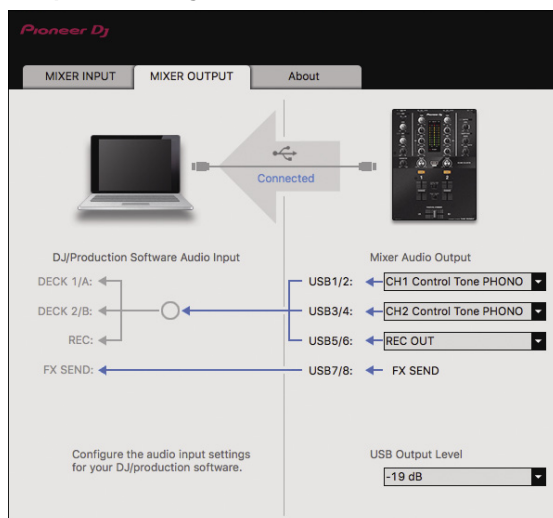 Pioneer Dj
MIXER INPUT
MIXER OUTPUT
About
Connected
DJ/Production Software Audio Input
Mixer Audio Output
DECK 1/A:
USB1/2:
CH1 Control Tone PHONO
DECK 2/B:
USB3/4:
CH2 Control Tone PHONO
REC:
USB5/6:
REC OUT
FX SEND:
USB7/8:
FX SEND
Configure the audio input settings
for your DJ/production software.
USB Output Level
-19 dB